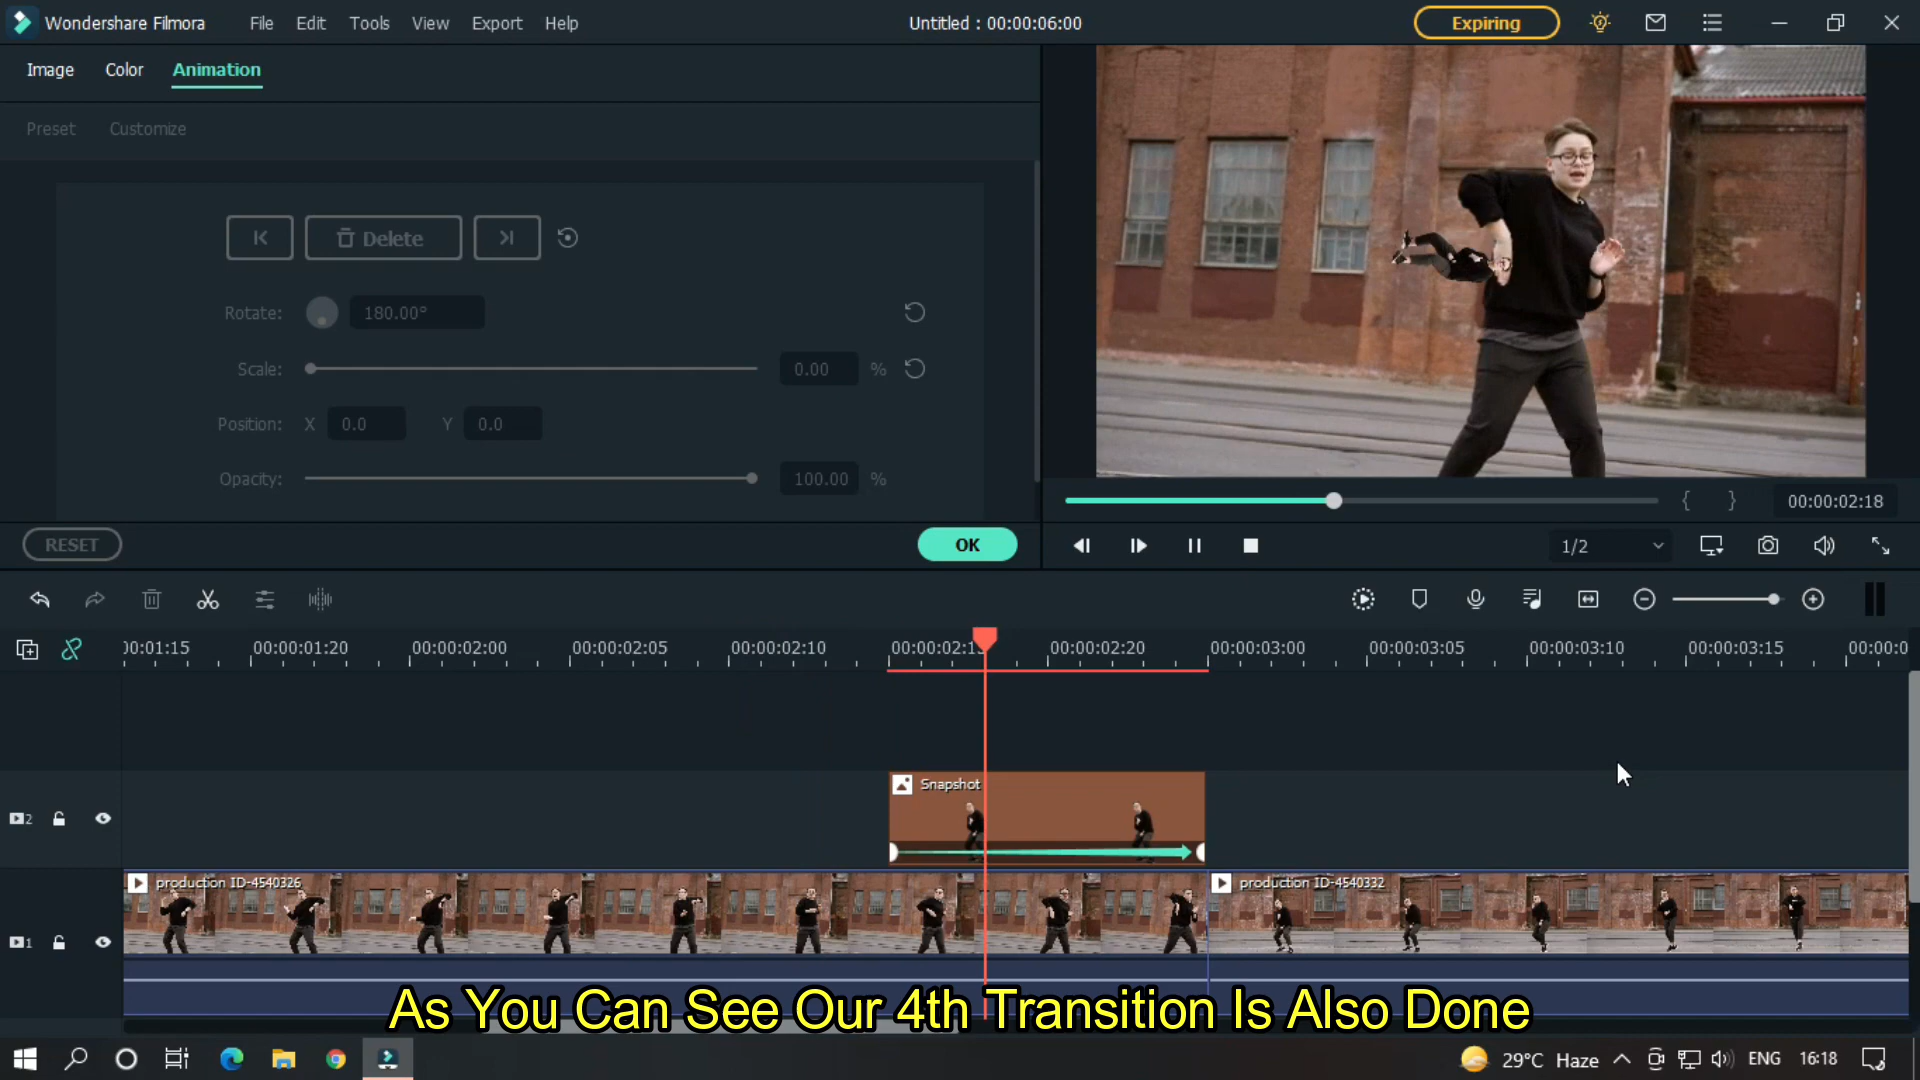 Wondershare Filmora File Edit Tools View Export Help Untitled : 00:00:06:00 Expiring
Image Color Animation
Preset Customize
Delete
Rotate: 180.00°
Scale: 0.00 %
Position: X 0.0 Y 0.0
Opacity: 100.00 %
{ } 00:00:02:18
RESET OK
1/2
00:00:01:20 00:00:02:00 00:00:02:05 00:00:02:10 00:00:02:20 00:00:03:00 00:00:03:05 00:00:03:10 00:00:03:15
Snapshot
2
production ID-4540326 production ID-4540332
1
As You Can See Our 4th Transition Is Also Done
29°C Haze ENG 16:18